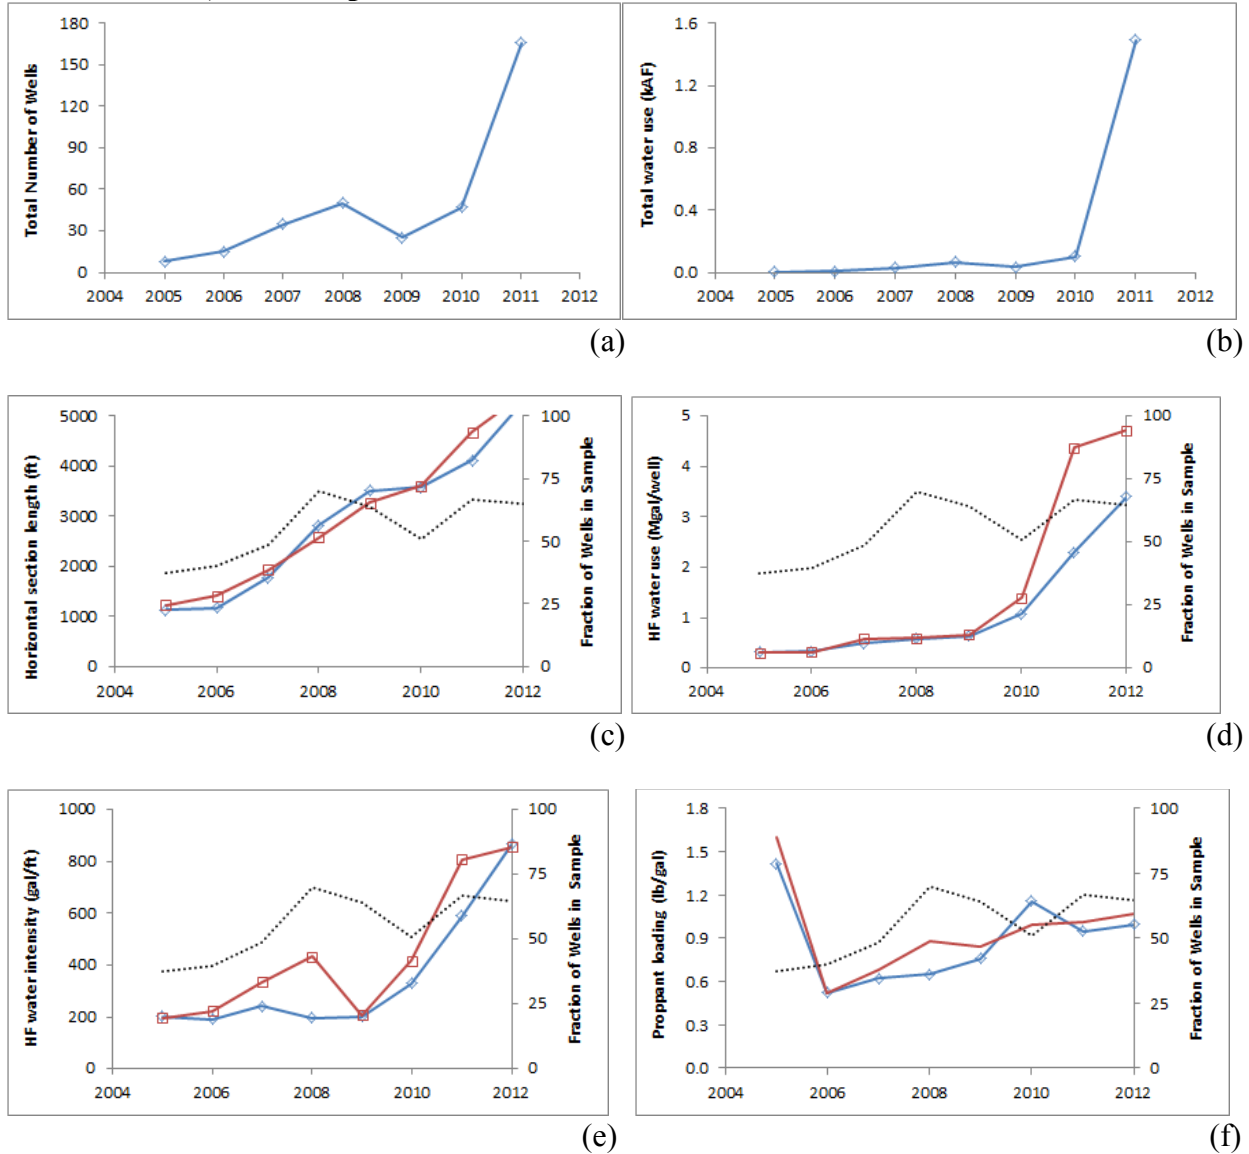 180
150
120
90
60
30
0
2004 2005 2006 2007 2008 2009 2010 2011 2012
Total Number of Wells
(a)
1.6
1.2
0.8
0.4
0.0
2004 2005 2006 2007 2008 2009 2010 2011 2012
Total water use (kAF)
(b)
5000
4000
3000
2000
1000
0
2004 2006 2008 2010 2012
Horizontal section length (ft)
100
75
50
25
0
Fraction of Wells in Sample
(c)
5
4
3
2
1
0
2004 2006 2008 2010 2012
HF water use (Mgal/well)
100
75
50
25
0
Fraction of Wells in Sample
(d)
1000
800
600
400
200
0
2004 2006 2008 2010 2012
HF water intensity (gal/ft)
100
75
50
25
0
Fraction of Wells in Sample
(e)
1.8
1.5
1.2
0.9
0.6
0.3
0.0
2004 2006 2008 2010 2012
Proppant loading (lb/gal)
100
75
50
25
0
Fraction of Wells in Sample
(f)